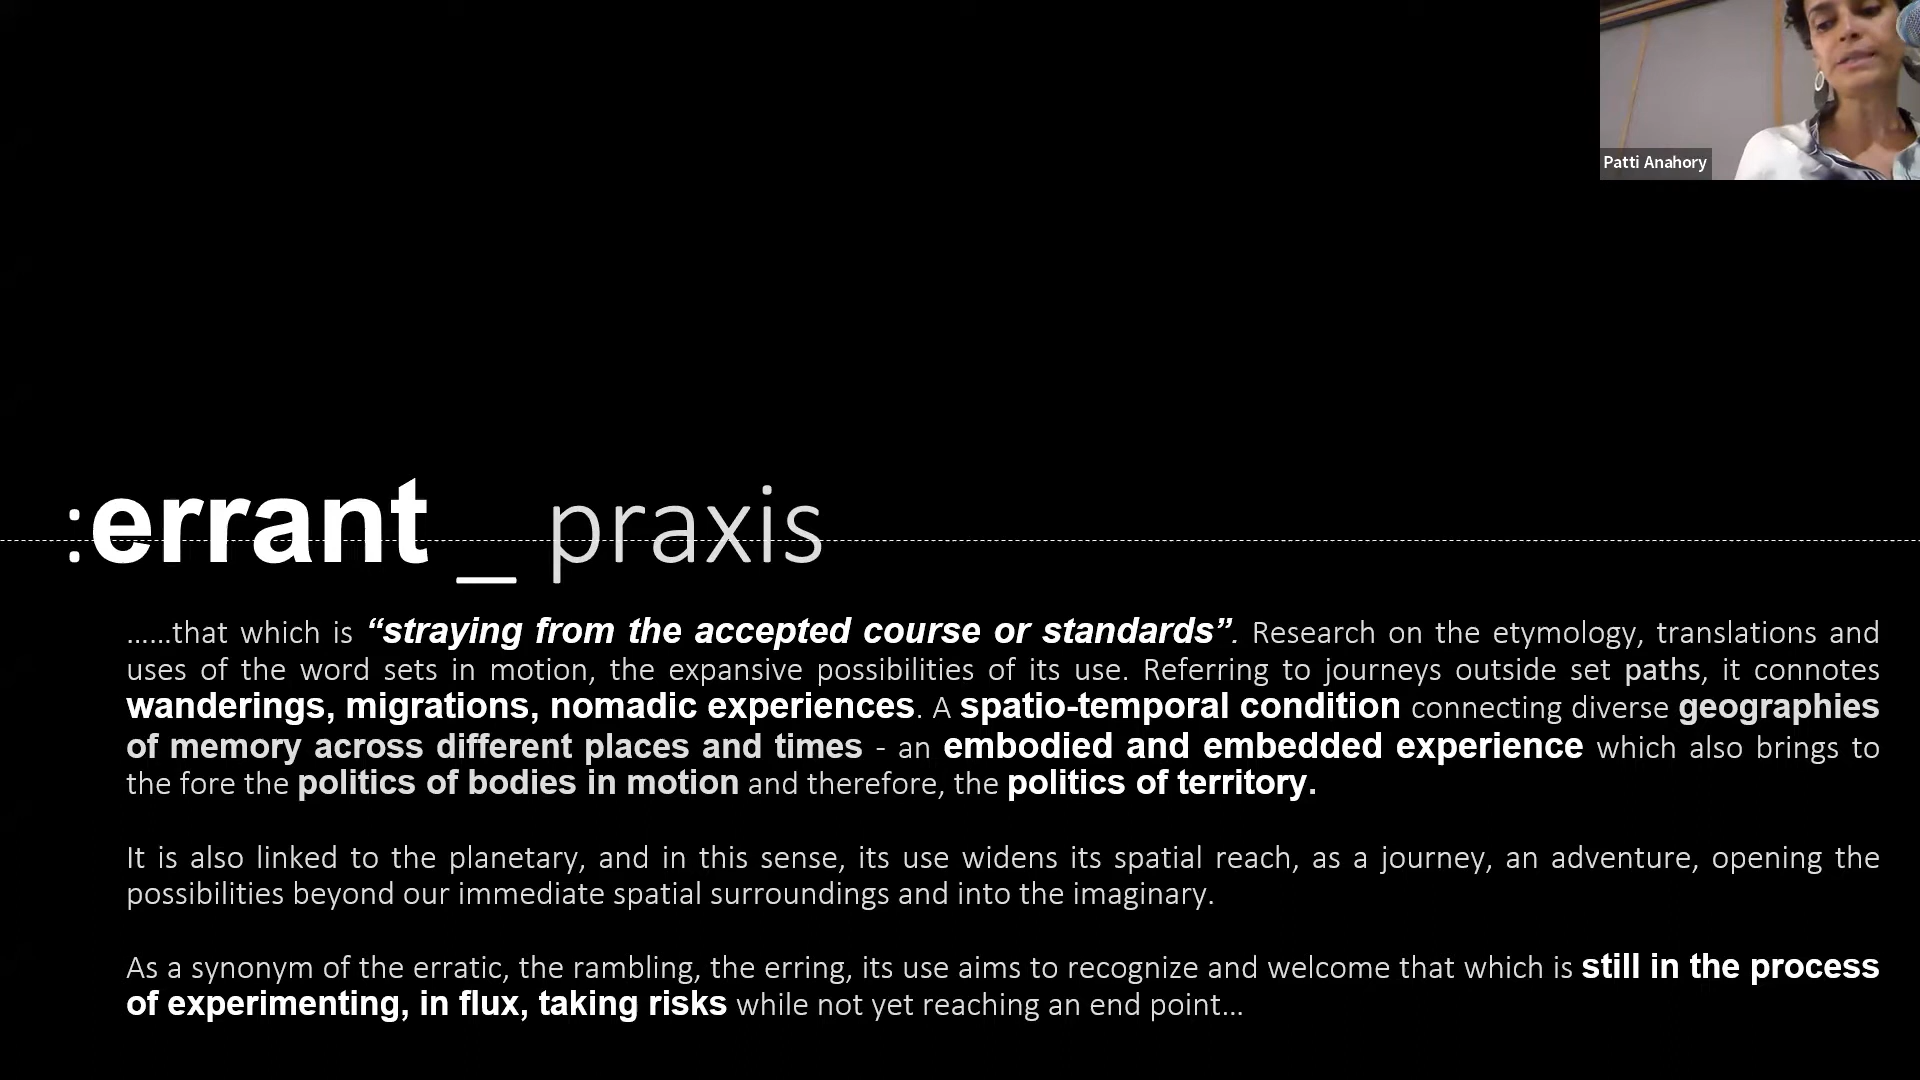 Patti Anahory
:errant _ praxis
……that which is “straying from the accepted course or standards”. Research on the etymology, translations and
uses of the word sets in motion, the expansive possibilities of its use. Referring to journeys outside set paths, it connotes
wanderings, migrations, nomadic experiences. A spatio-temporal condition connecting diverse geographies
of memory across different places and times - an embodied and embedded experience which also brings to
the fore the politics of bodies in motion and therefore, the politics of territory.
It is also linked to the planetary, and in this sense, its use widens its spatial reach, as a journey, an adventure, opening the
possibilities beyond our immediate spatial surroundings and into the imaginary.
As a synonym of the erratic, the rambling, the erring, its use aims to recognize and welcome that which is still in the process
of experimenting, in flux, taking risks while not yet reaching an end point…